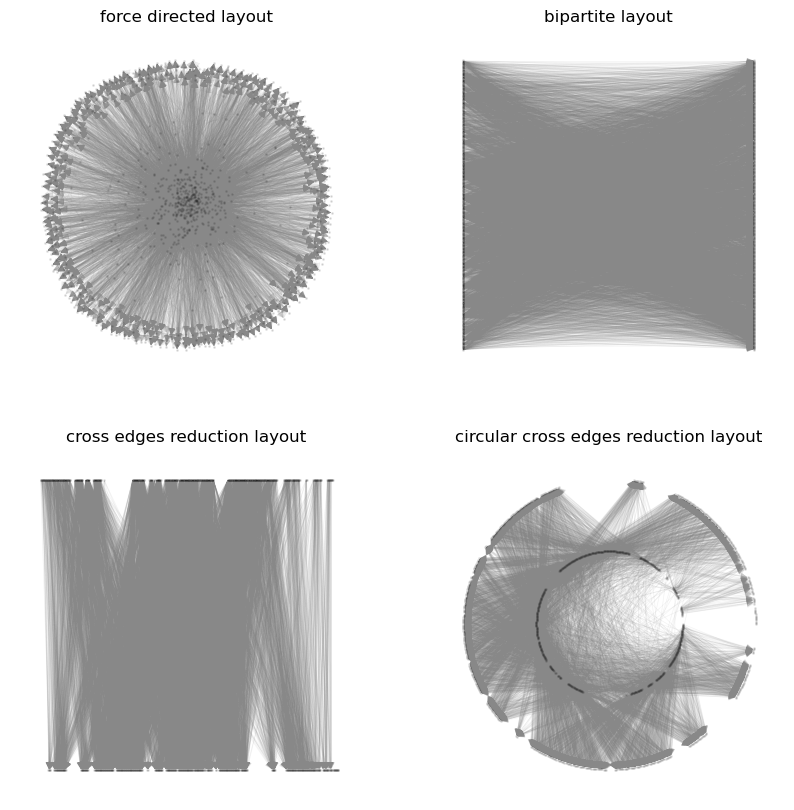 force directed layout
bipartite layout
cross edges reduction layout
circular cross edges reduction layout